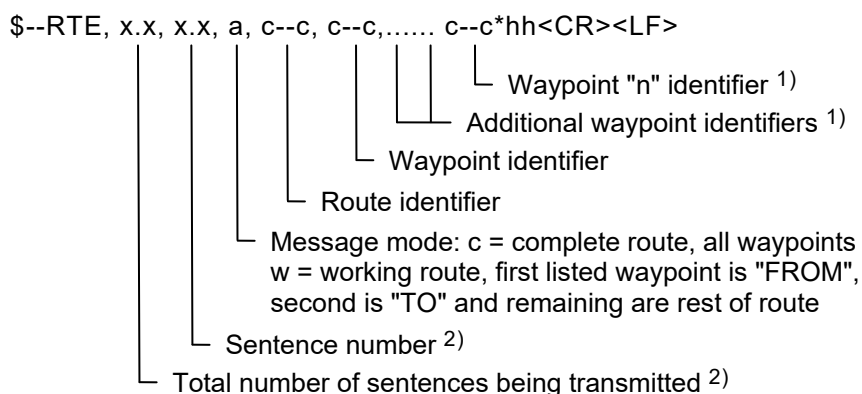 $--RTE, x.x, x.x, a, c--c, c--c,...... c--c*hh<CR><LF>
Waypoint "n" identifier 1)
Additional waypoint identifiers 1)
Waypoint identifier
Route identifier
Message mode: c = complete route, all waypoints
w = working route, first listed waypoint is "FROM",
second is "TO" and remaining are rest of route
Sentence number 2)
Total number of sentences being transmitted 2)